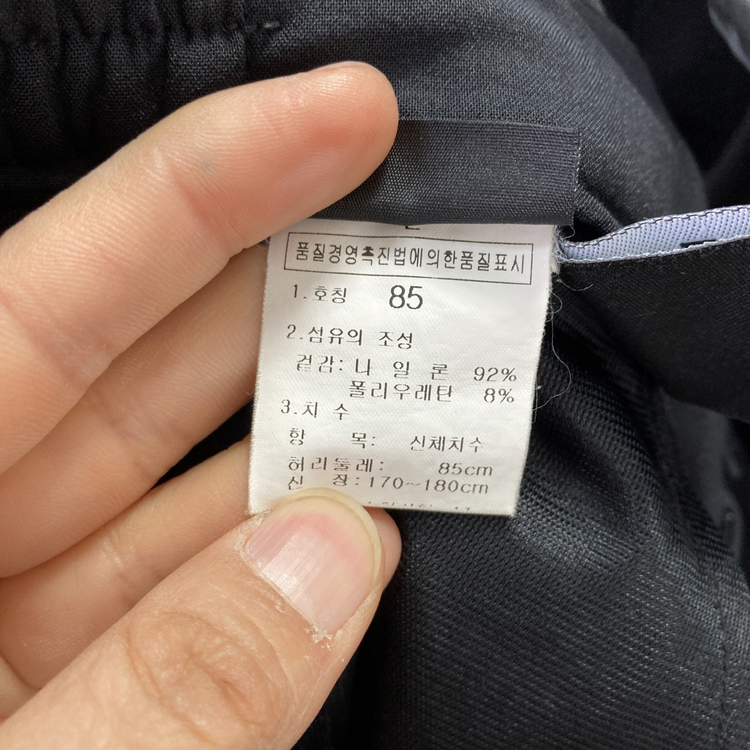 품질경영촉진법에의한품질표시
1.호칭 85
2.섬유의 조성
겉감: 나 일 론 92%
폴리우레탄 8%
3.치 수
항 목: 신체치수
허리둘레: 85cm
신 장:170~180cm